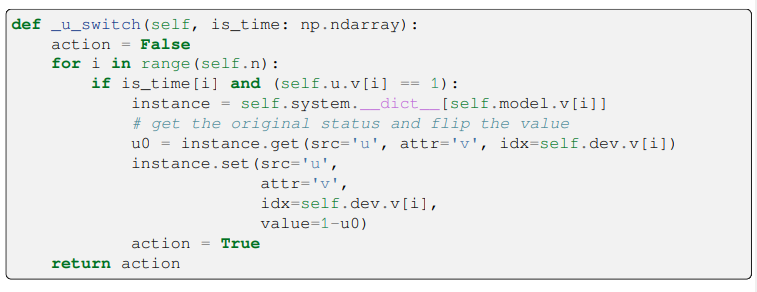 def _u_switch(self, is_time: np.ndarray):
    action = False
    for i in range(self.n):
        if is_time[i] and (self.u.v[i] == 1):
            instance = self.system.__dict__[self.model.v[i]]
            # get the original status and flip the value
            u0 = instance.get(src='u', attr='v', idx=self.dev.v[i])
            instance.set(src='u',
                         attr='v',
                         idx=self.dev.v[i],
                         value=1-u0)
            action = True
    return action